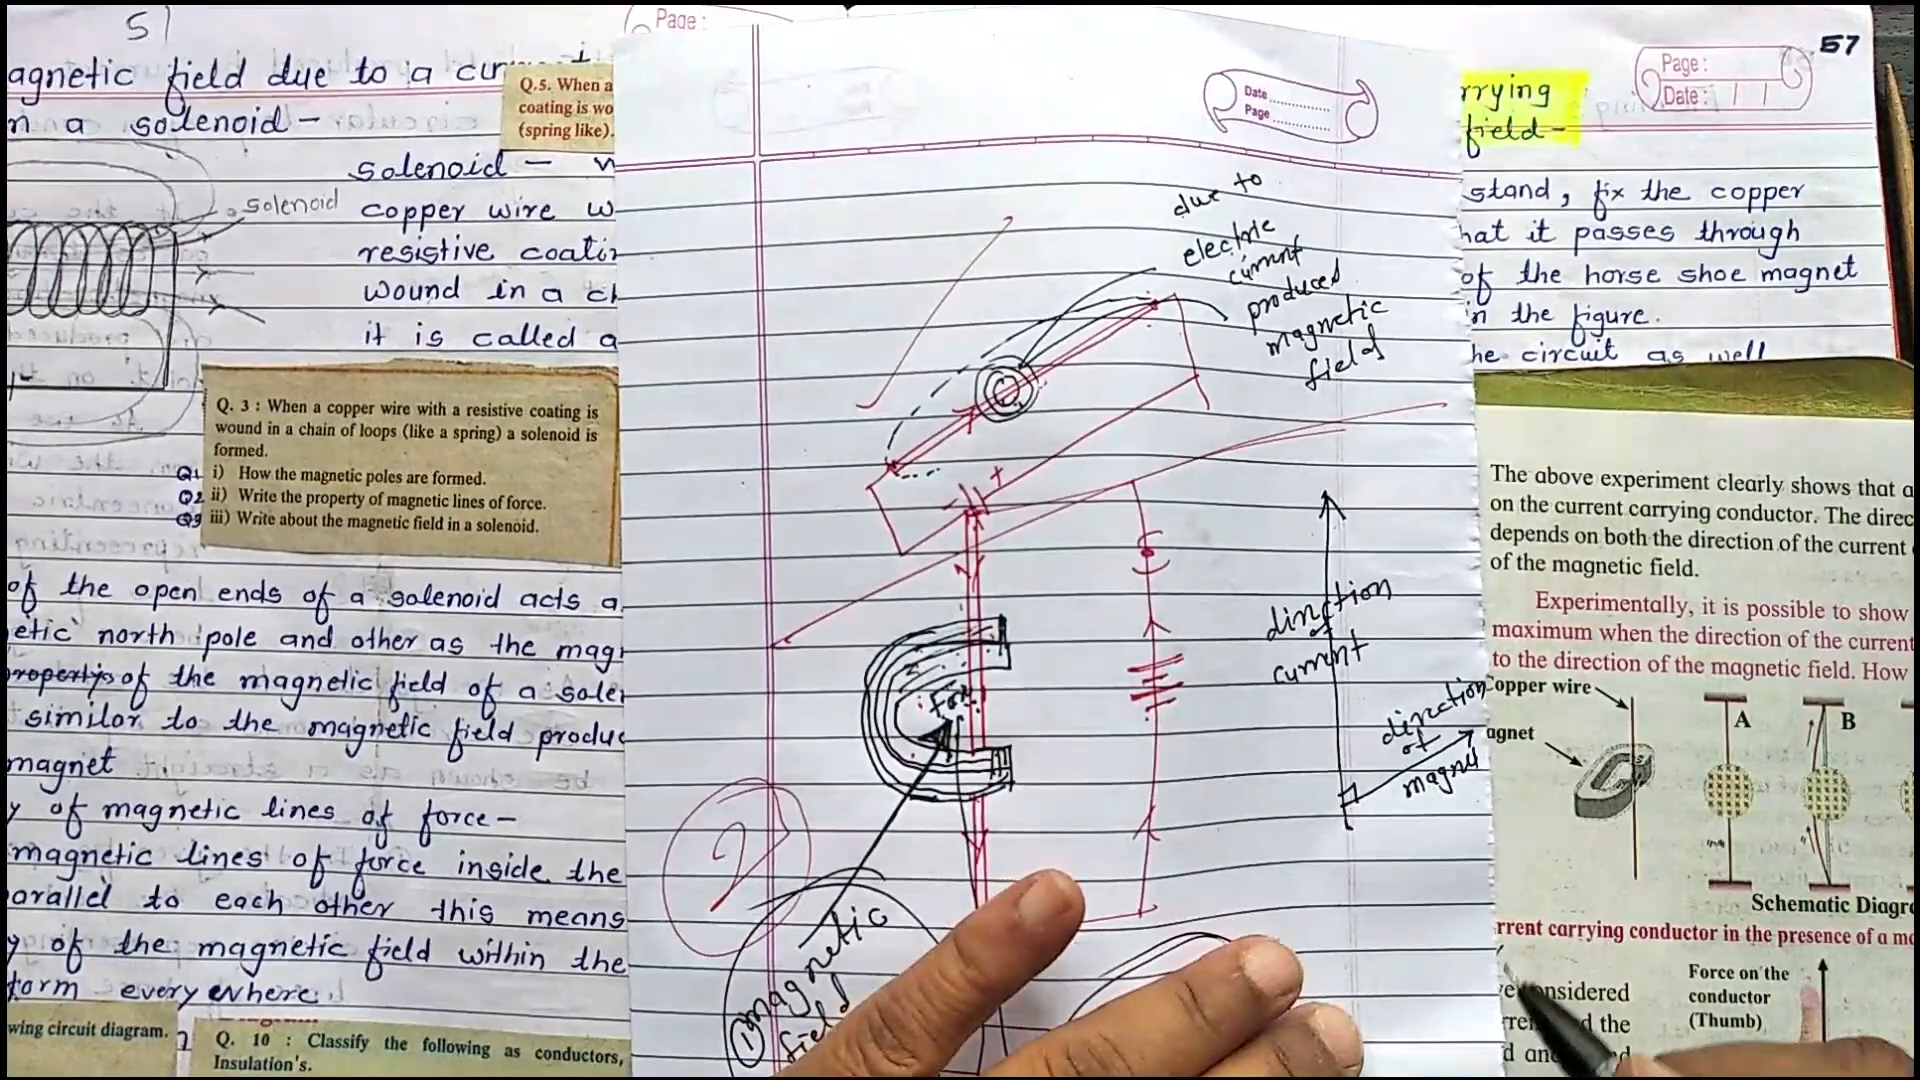 51
agnetic field due to a
n a solenoid -
solenoid -
solenoid
copper wire w
resistive
wound in a
it is called a
Q.5. When a
coating is wo
(spring like).
Q. 3 : When a copper wire with a resistive coating is
wound in a chain of loops (like a spring) a solenoid is
formed.
Q1 i) How the magnetic poles are formed.
Q2 ii) Write the property of magnetic lines of force.
Q3 iii) Write about the magnetic field in a solenoid.
of the open ends of a solenoid acts a
etic north pole and other as the mag
of the magnetic field of a sole
similar to the magnetic field produ
magnet
y of magnetic lines of force -
magnetic lines of force inside the
arallel to each other this means
y of the magnetic field within the
form everywhere.
wing circuit diagram.
Q. 10 : Classify the following as conductors,
Insulation's.
Page :
Date
Page
due to
electric
current
produced
magnetic
field
+
For
direction
of
current
direction
of
magnet
2
1 magnetic
field
57
Page :
Date :
rrying
field -
stand, fix the copper
hat it passes through
of the horse shoe magnet
in the figure.
he circuit as well
The above experiment clearly shows that a
on the current carrying conductor. The direc
depends on both the direction of the current
of the magnetic field.
Experimentally, it is possible to show
maximum when the direction of the current
to the direction of the magnetic field. How
Copper wire
agnet
A
B
Schematic Diagr
rrent carrying conductor in the presence of a m
Force on the
conductor
(Thumb)
onsidered
d the